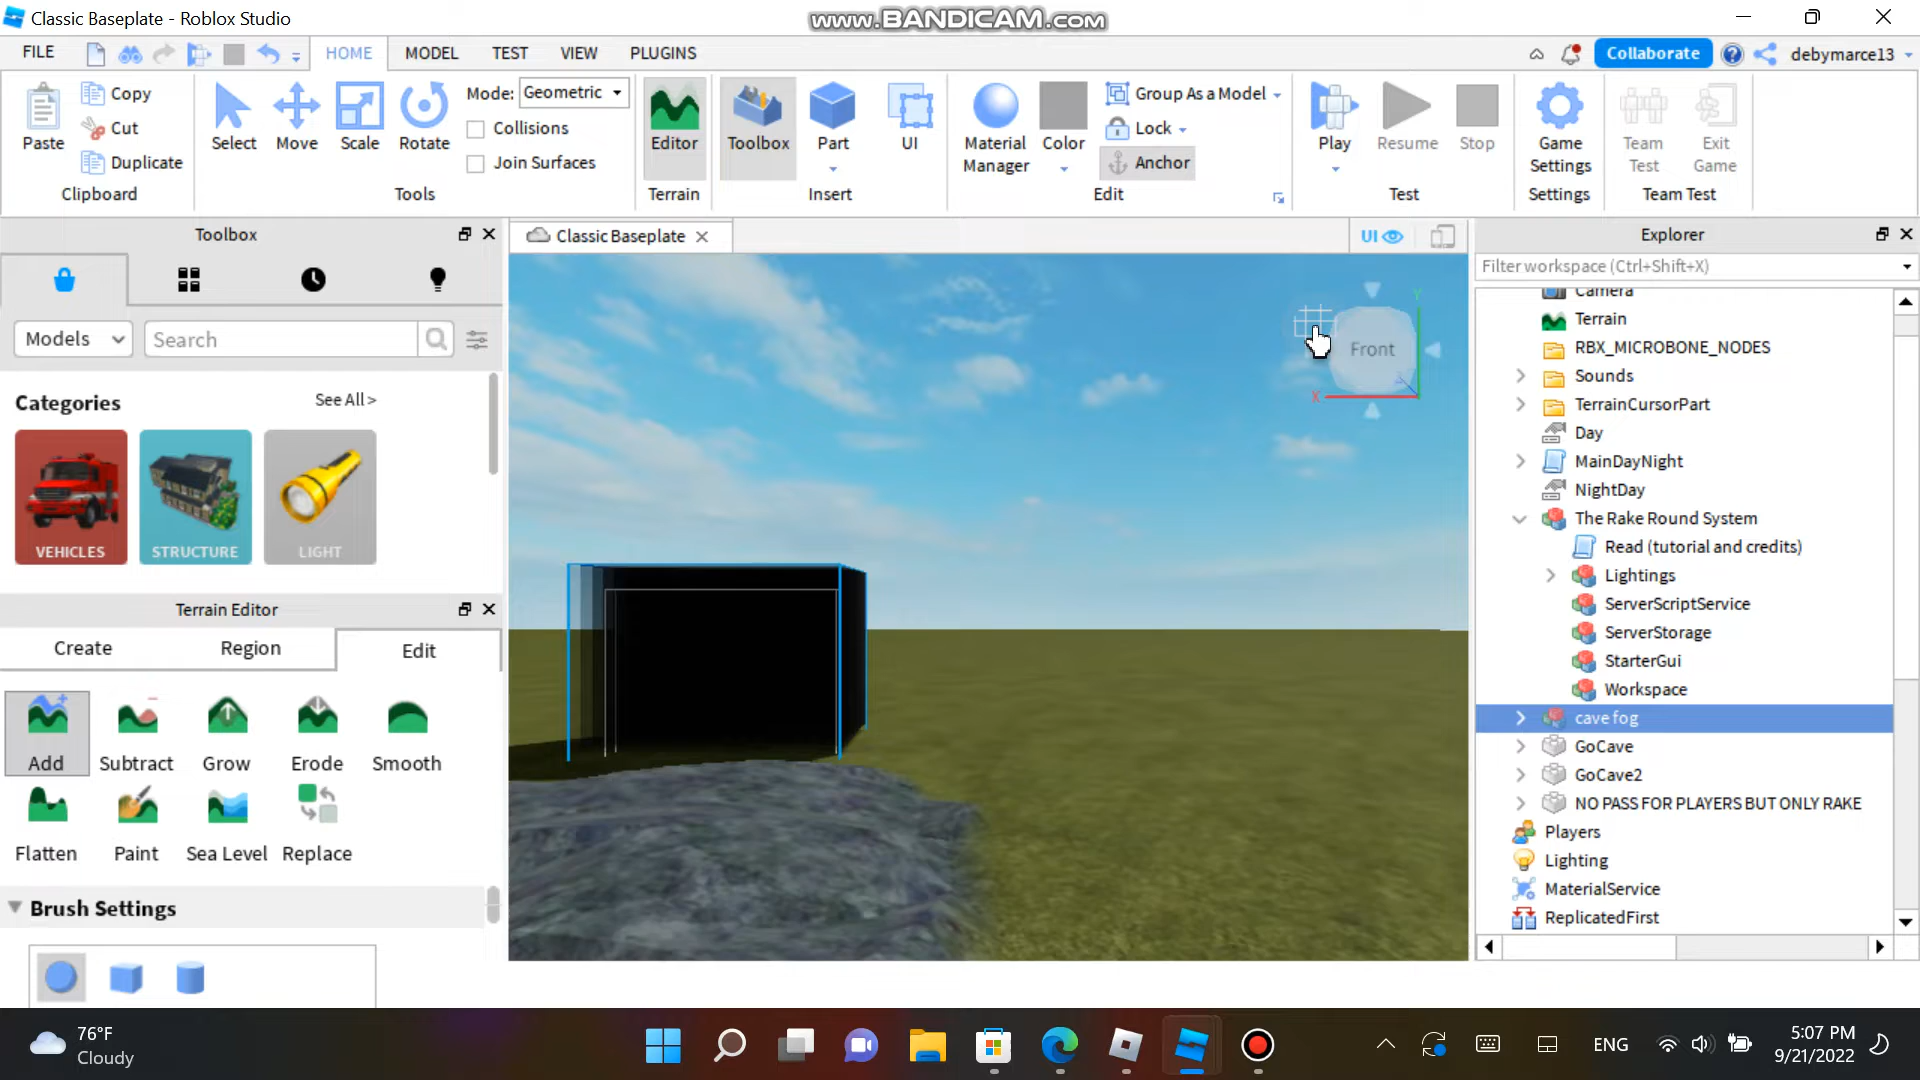 Classic Baseplate - Roblox Studio
www.BANDICAM.com
FILE
HOME
MODEL
TEST
VIEW
PLUGINS
Collaborate
debymarce13
Paste
Copy
Cut
Duplicate
Clipboard
Select
Move
Scale
Rotate
Mode: Geometric
Collisions
Join Surfaces
Tools
Editor
Terrain
Toolbox
Part
UI
Insert
Material Manager
Color
Group As a Model
Lock
Anchor
Edit
Play
Resume
Stop
Test
Game Settings
Settings
Team Test
Exit Game
Team Test
Toolbox
Models
Search
Categories
See All >
VEHICLES
STRUCTURE
LIGHT
Terrain Editor
Create
Region
Edit
Add
Subtract
Grow
Erode
Smooth
Flatten
Paint
Sea Level
Replace
Brush Settings
Classic Baseplate
UI
Front
Y
X
Explorer
Filter workspace (Ctrl+Shift+X)
Camera
Terrain
RBX_MICROBONE_NODES
Sounds
TerrainCursorPart
Day
MainDayNight
NightDay
The Rake Round System
Read (tutorial and credits)
Lightings
ServerScriptService
ServerStorage
StarterGui
Workspace
cave fog
GoCave
GoCave2
NO PASS FOR PLAYERS BUT ONLY RAKE
Players
Lighting
MaterialService
ReplicatedFirst
76°F
Cloudy
ENG
5:07 PM
9/21/2022